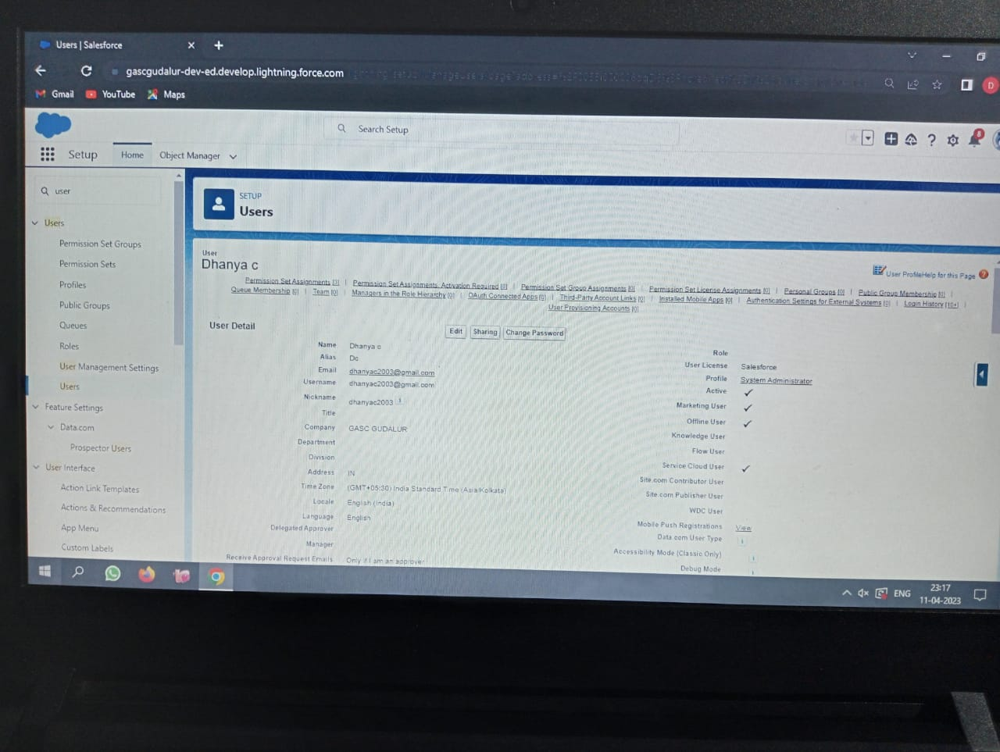 Users | Salesforce
gascgudalur-dev-ed.develop.lightning.force.com
D
Gmail
YouTube
Maps
Search Setup
8
Setup
Home
Object Manager
user
SETUP
Users
Users
Permission Set Groups
Permission Sets
Profiles
Public Groups
Queues
Roles
User Management Settings
Users
Feature Settings
Data.com
Prospector Users
User Interface
Action Link Templates
Actions & Recommendations
App Menu
Custom Labels
User
Dhanya c
User Profile Help for this Page
Permission Set Assignments | Permission Set Assignments: Activation Required [0] | Permission Set Group Assignments [0] | Permission Set License Assignments [0] | Personal Groups [0] | Public Group Membership [0] |
Queue Membership [0] | Team [0] | Managers in the Role Hierarchy [0] | OAuth Connected Apps [0] | Third-Party Account Links [0] | Installed Mobile Apps [0] | Authentication Settings for External Systems [0] | Login History [10+] |
User Provisioning Accounts [0]
User Detail
Edit
Sharing
Change Password
Name Dhanya c
Alias Dc
Email dhanyac2003@gmail.com
Username dhanyac2003@gmail.com
Nickname dhanyac2003 i
Title
Company GASC GUDALUR
Department
Division
Address IN
Time Zone (GMT+05:30) India Standard Time (Asia/Kolkata)
Locale English (India)
Language English
Delegated Approver
Manager
Receive Approval Request Emails Only if I am an approver
Role
User License Salesforce
Profile System Administrator
Active ✓
Marketing User ✓
Offline User ✓
Knowledge User
Flow User
Service Cloud User ✓
Site.com Contributor User
Site.com Publisher User
WDC User
Mobile Push Registrations View
Data.com User Type i
Accessibility Mode (Classic Only) i
Debug Mode i
ENG
23:17
11-04-2023